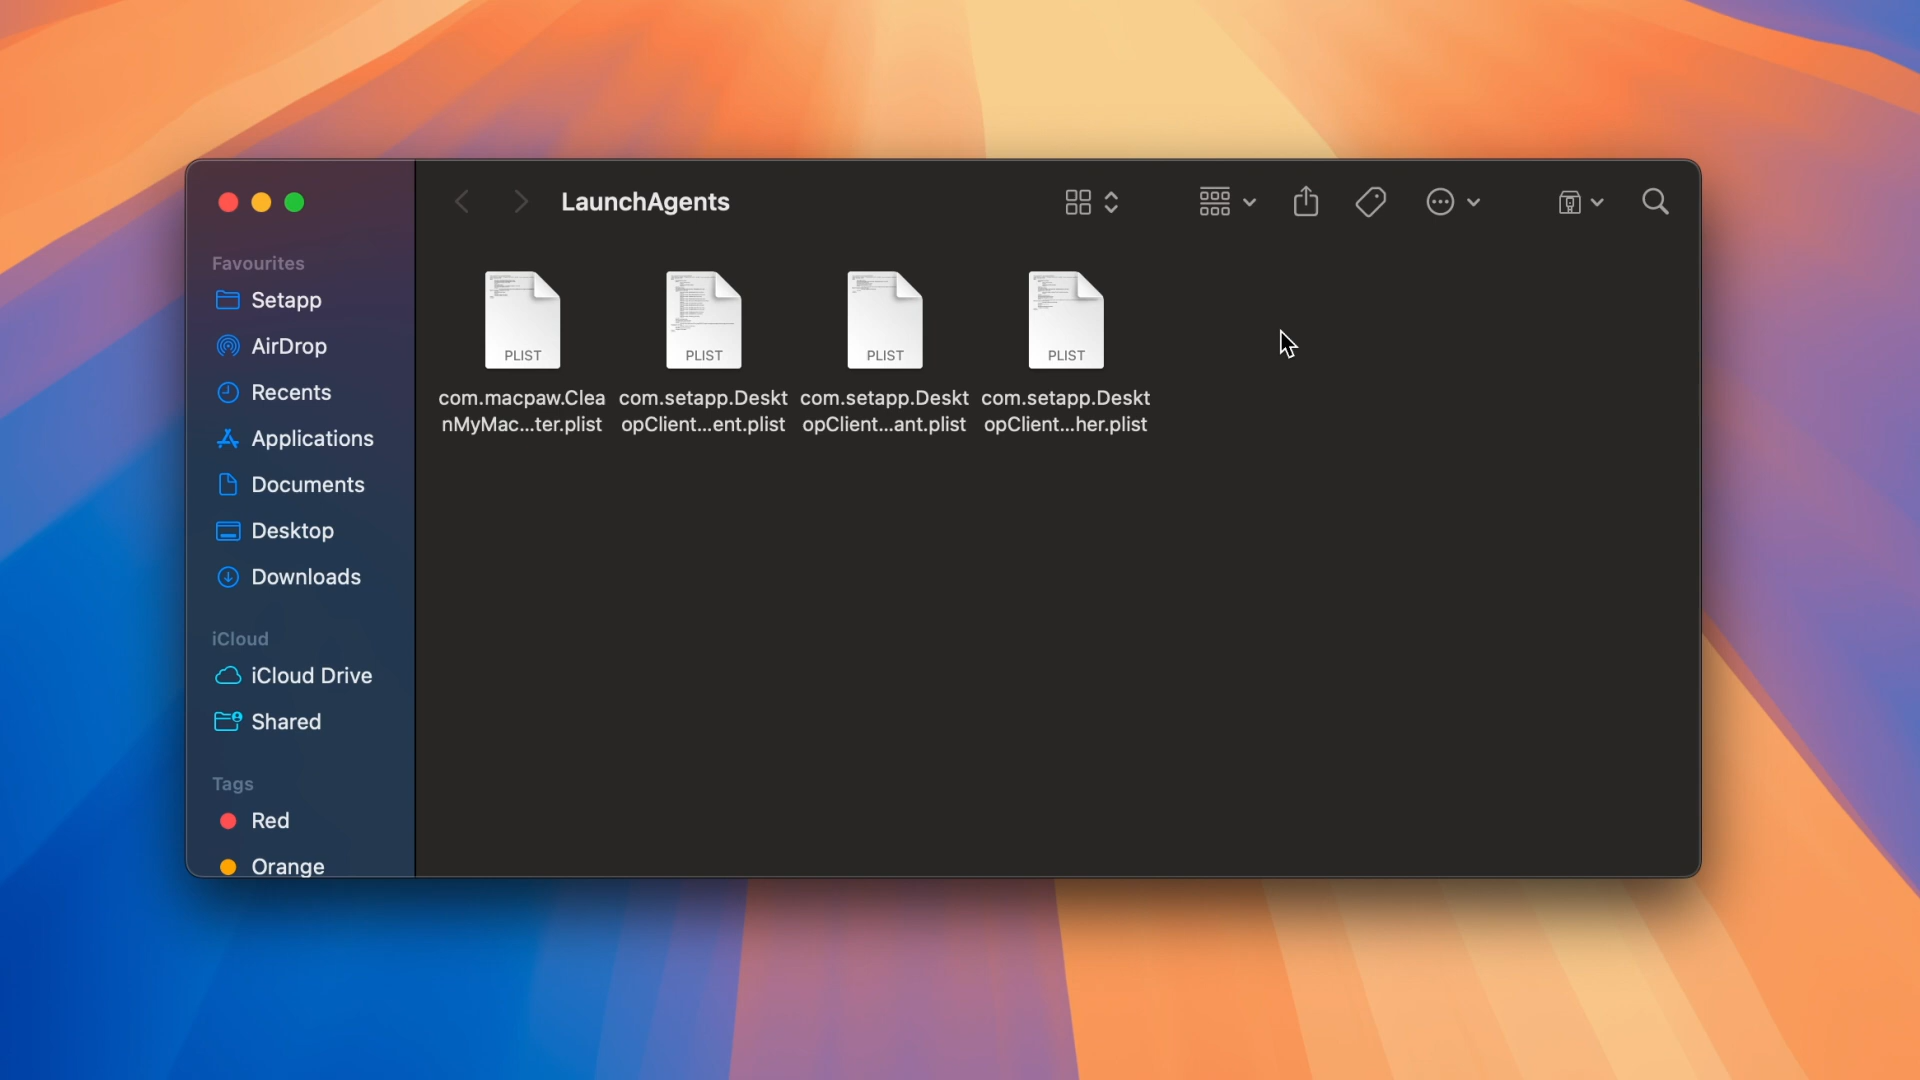 LaunchAgents
Favourites
Setapp
AirDrop
Recents
Applications
Documents
Desktop
Downloads
iCloud
iCloud Drive
Shared
Tags
Red
Orange
PLIST
com.macpaw.Clea
nMyMac...ter.plist
PLIST
com.setapp.Deskt
opClient...ent.plist
PLIST
com.setapp.Deskt
opClient...ant.plist
PLIST
com.setapp.Deskt
opClient...her.plist